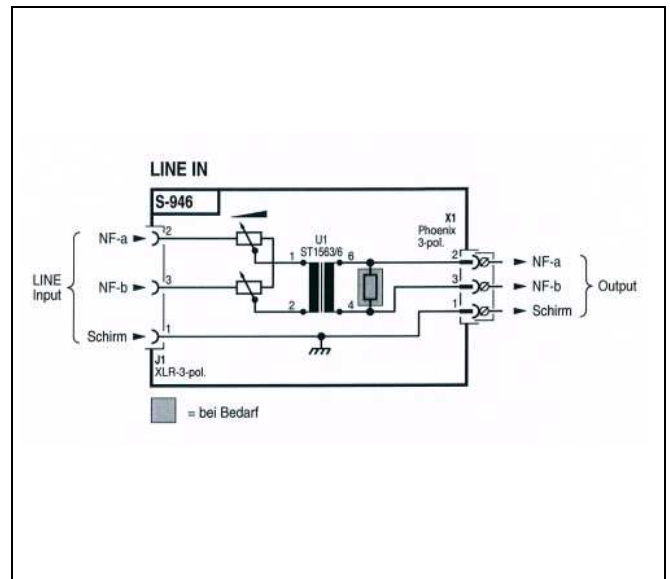 LINE IN
S-946
X1
Phoenix
3-pol.
U1
ST1563/6
NF-a
2
1
6
2
NF-a
LINE
Input
NF-b
3
3
NF-b
Output
2
4
1
Schirm
Schirm
1
J1
XLR-3-pol.
= bei Bedarf